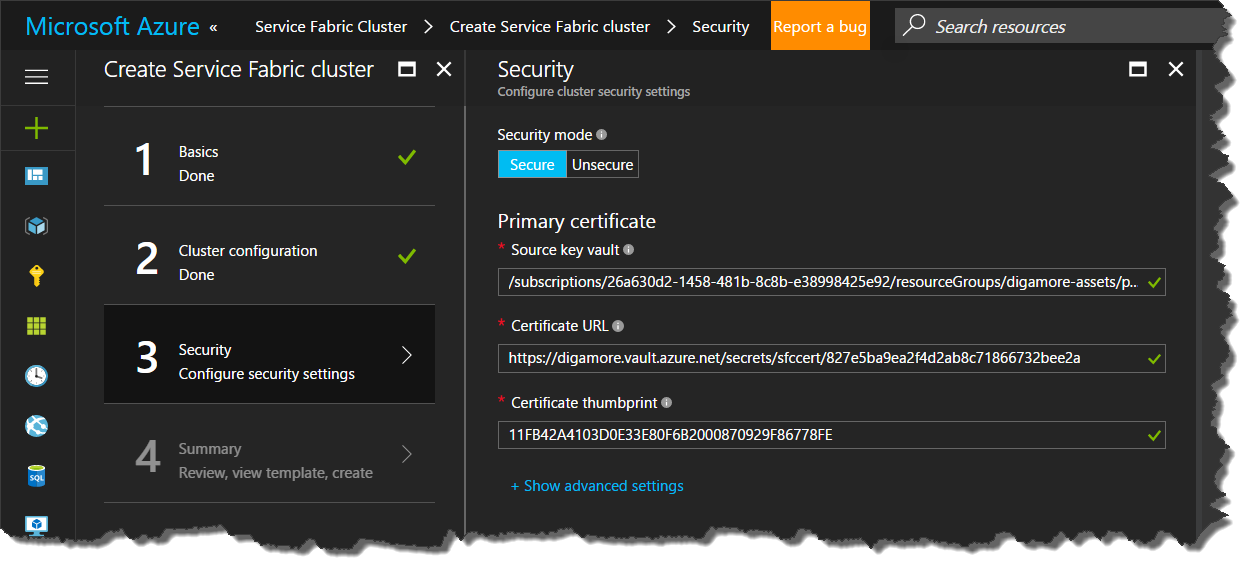 Microsoft Azure « Service Fabric Cluster > Create Service Fabric cluster > Security Report a bug Search resources
Create Service Fabric cluster
1
Basics
Done
2
Cluster configuration
Done
3
Security
Configure security settings
4
Summary
Review, view template, create
Security
Configure cluster security settings
Security mode
Secure Unsecure
Primary certificate
* Source key vault
/subscriptions/26a630d2-1458-481b-8c8b-e38998425e92/resourceGroups/digamore-assets/p...
* Certificate URL
https://digamore.vault.azure.net/secrets/sfccert/827e5ba9ea2f4d2ab8c71866732bee2a
* Certificate thumbprint
11FB42A4103D0E33E80F6B2000870929F86778FE
+ Show advanced settings
SQL